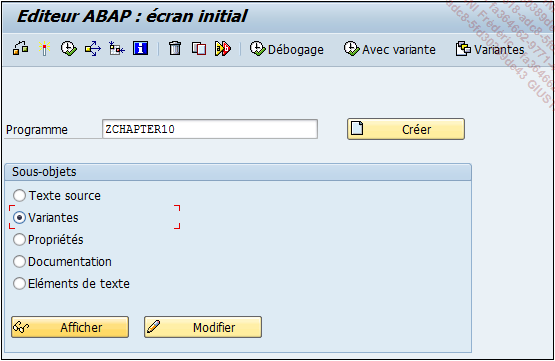 Editeur ABAP : écran initial
Débogage Avec variante Variantes
Programme ZCHAPTER10 Créer
Sous-objets
Texte source
Variantes
Propriétés
Documentation
Eléments de texte
Afficher Modifier